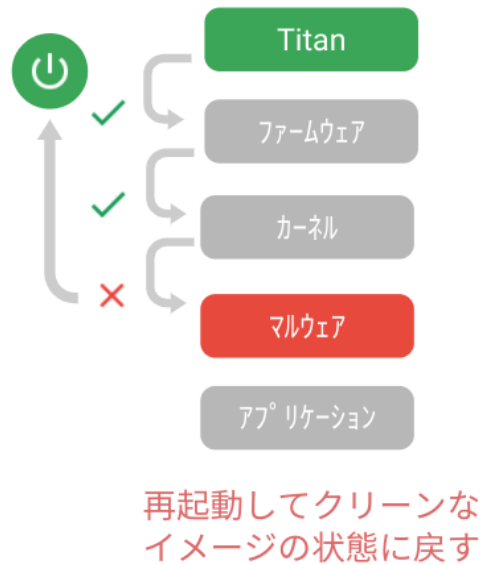 Titan
ファームウェア
カーネル
マルウェア
アプリケーション
再起動してクリーンな
イメージの状態に戻す